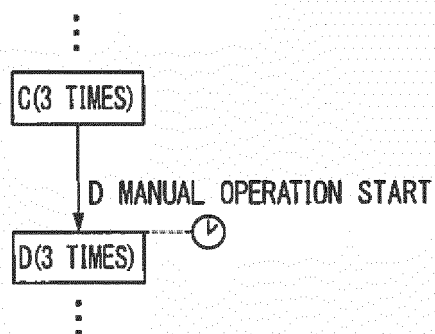 C(3 TIMES)
D MANUAL OPERATION START
D(3 TIMES)